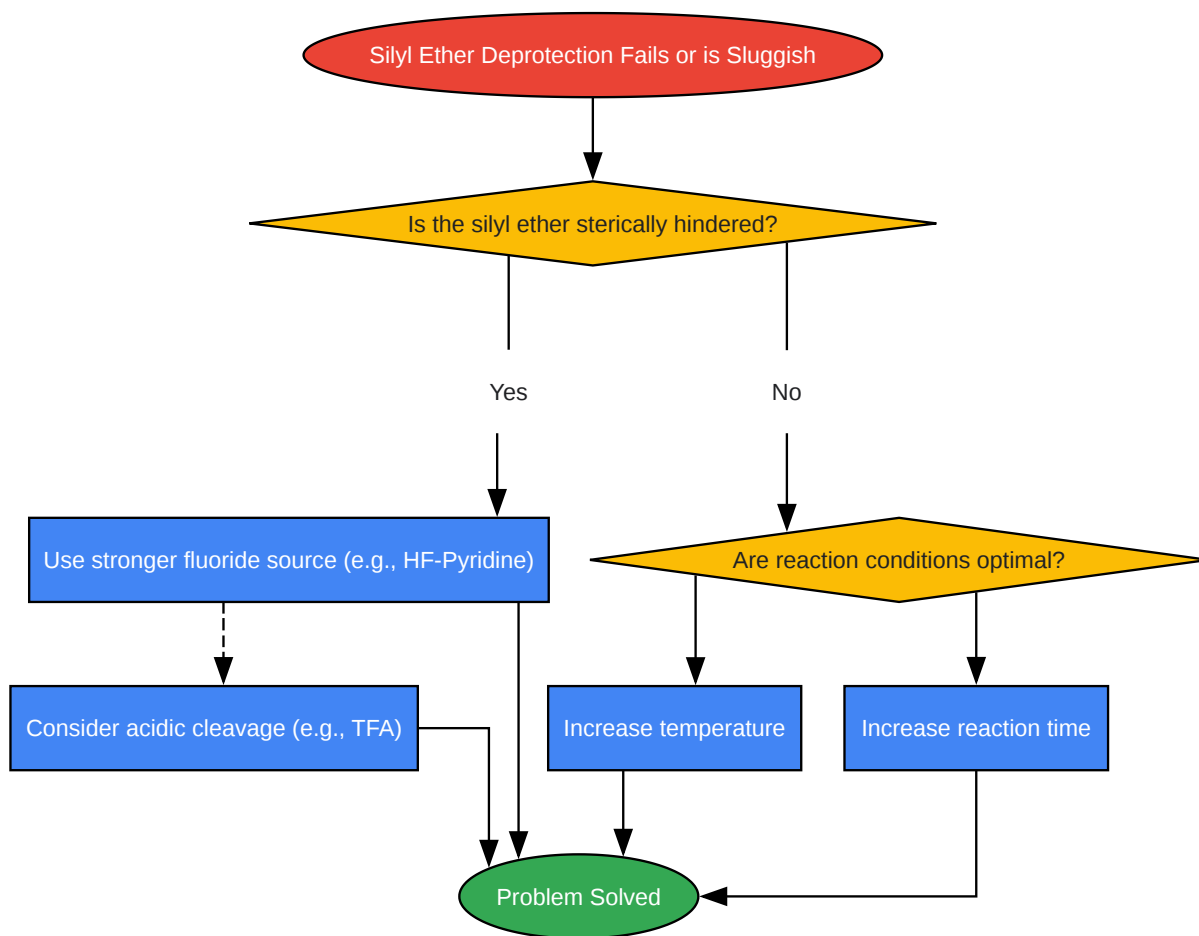 Silyl Ether Deprotection Fails or is Sluggish
Is the silyl ether sterically hindered?
Yes
No
Use stronger fluoride source (e.g., HF-Pyridine)
Are reaction conditions optimal?
Consider acidic cleavage (e.g., TFA)
Increase temperature
Increase reaction time
Problem Solved